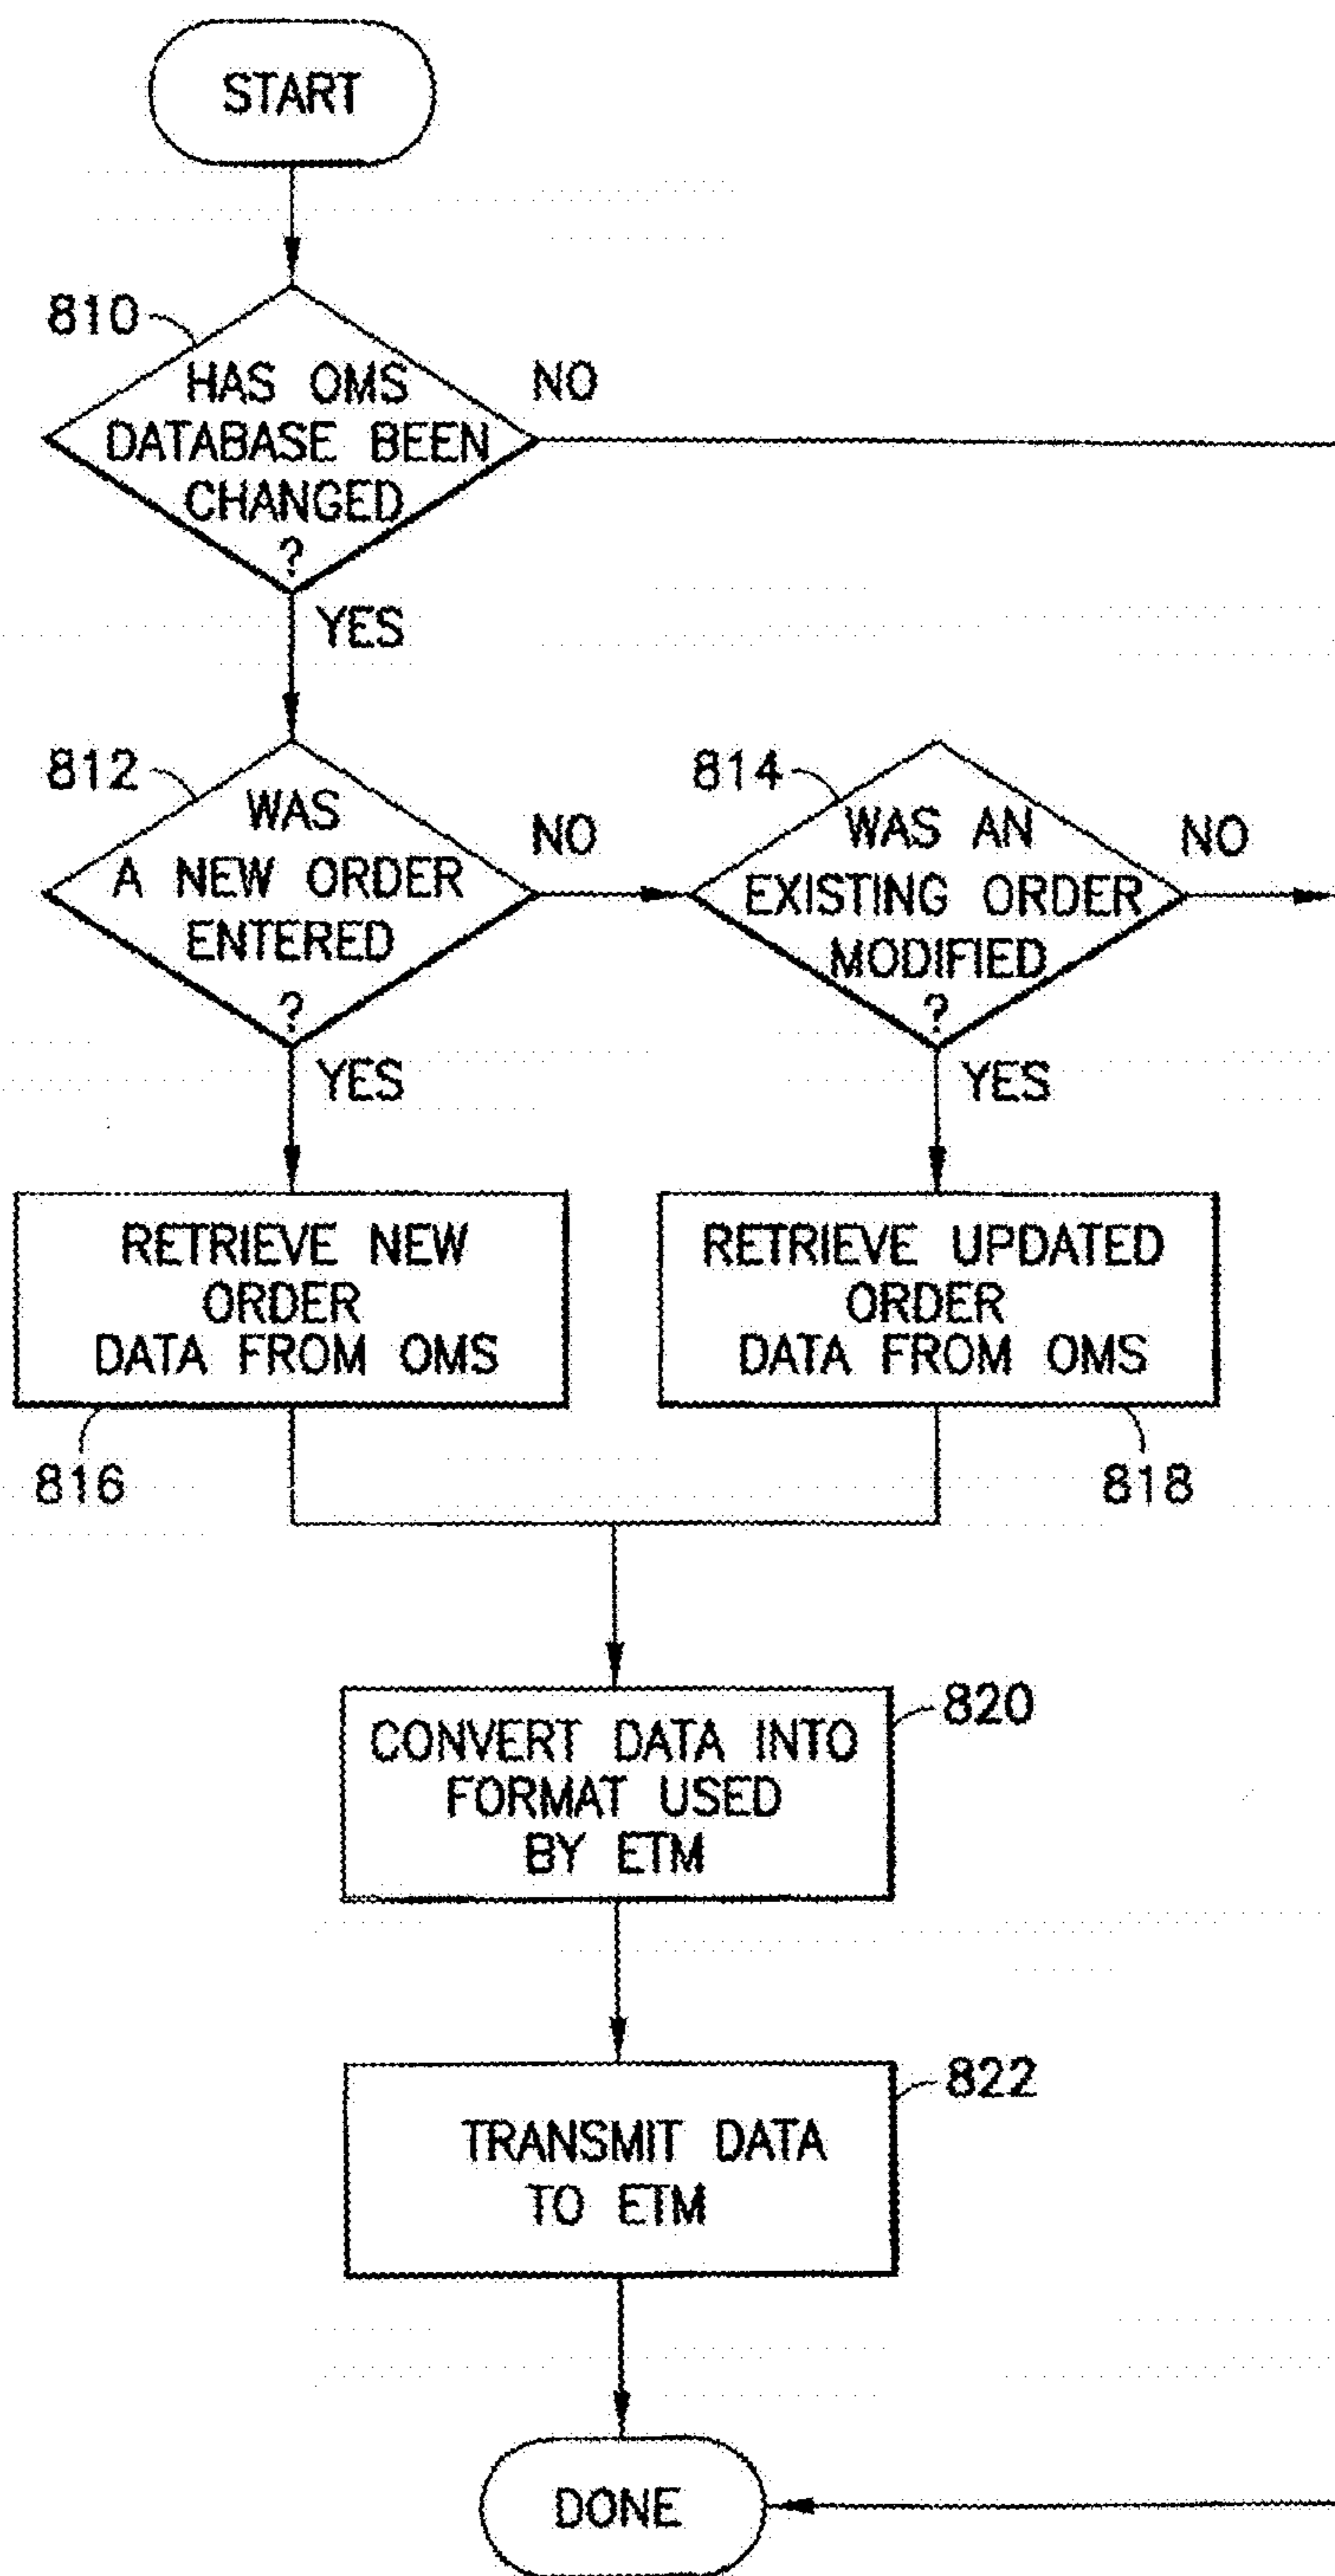 START
810
HAS OMS
NO
DATABASE BEEN
CHANGED
?
YES
812
WAS
A NEW ORDER
ENTERED
?
NO
YES
814
WAS AN
EXISTING ORDER
MODIFIED
?
NO
YES
RETRIEVE NEW
ORDER
DATA FROM OMS
816
RETRIEVE UPDATED
ORDER
DATA FROM OMS
818
CONVERT DATA INTO
FORMAT USED
BY ETM
820
TRANSMIT DATA
TO ETM
822
DONE